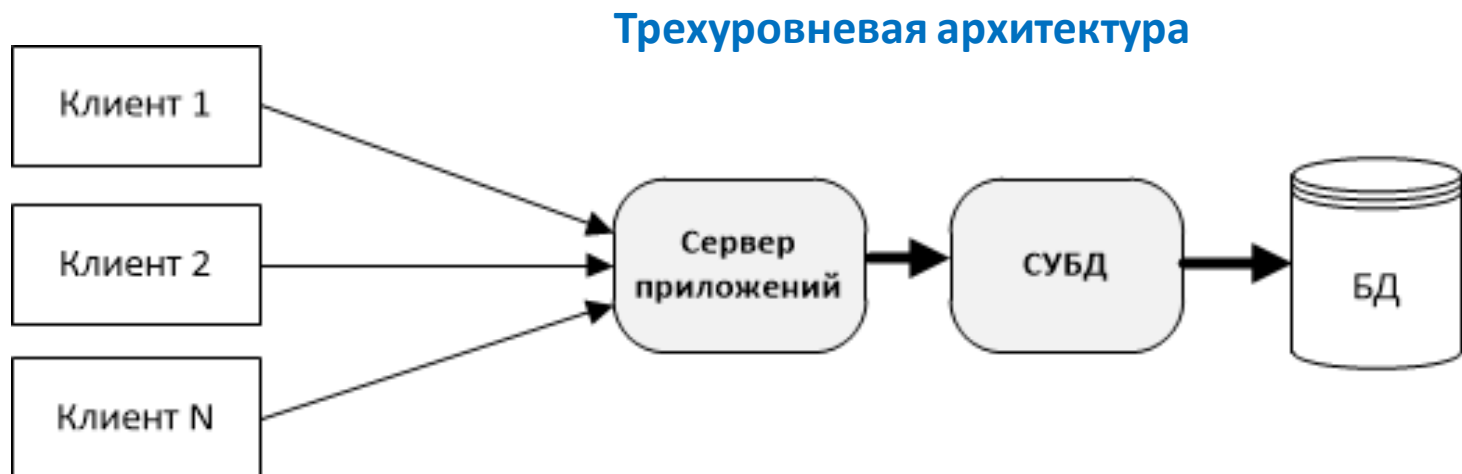 Трехуровневая архитектура
Клиент 1
Клиент 2
Клиент N
Сервер
приложений
СУБД
БД